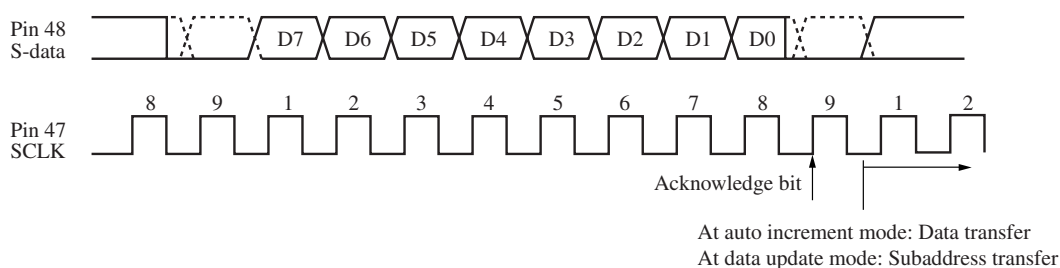 Pin 48
S-data
D7 D6 D5 D4 D3 D2 D1 D0
8 9 1 2 3 4 5 6 7 8 9 1 2
Pin 47
SCLK
Acknowledge bit
At auto increment mode: Data transfer
At data update mode: Subaddress transfer